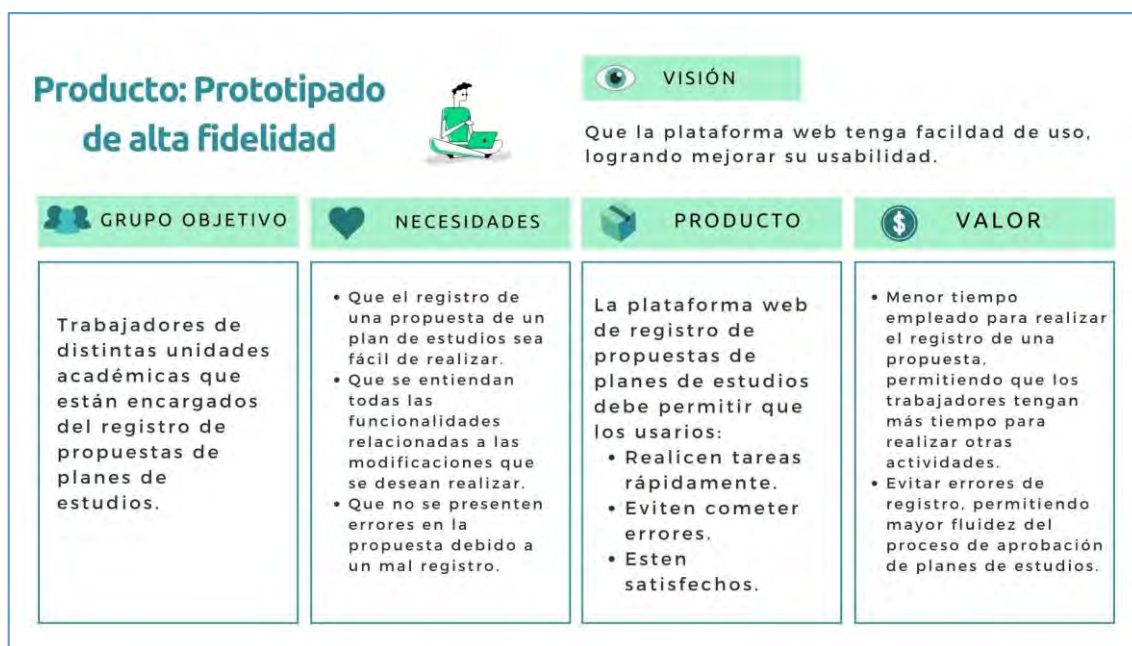 Producto: Prototipado
de alta fidelidad
VISIÓN
Que la plataforma web tenga facildad de uso,
logrando mejorar su usabilidad.
GRUPO OBJETIVO
Trabajadores de
distintas unidades
académicas que
están encargados
del registro de
propuestas de
planes de
estudios.
NECESIDADES
• Que el registro de
una propuesta de un
plan de estudios sea
fácil de realizar.
• Que se entiendan
todas las
funcionalidades
relacionadas a las
modificaciones que
se desean realizar.
• Que no se presenten
errores en la
propuesta debido a
un mal registro.
PRODUCTO
La plataforma web
de registro de
propuestas de
planes de estudios
debe permitir que
los usarios:
• Realicen tareas
rápidamente.
• Eviten cometer
errores.
• Esten
satisfechos.
$ VALOR
• Menor tiempo
empleado para realizar
el registro de una
propuesta,
permitiendo que los
trabajadores tengan
más tiempo para
realizar otras
actividades.
• Evitar errores de
registro, permitiendo
mayor fluidez del
proceso de aprobación
de planes de estudios.